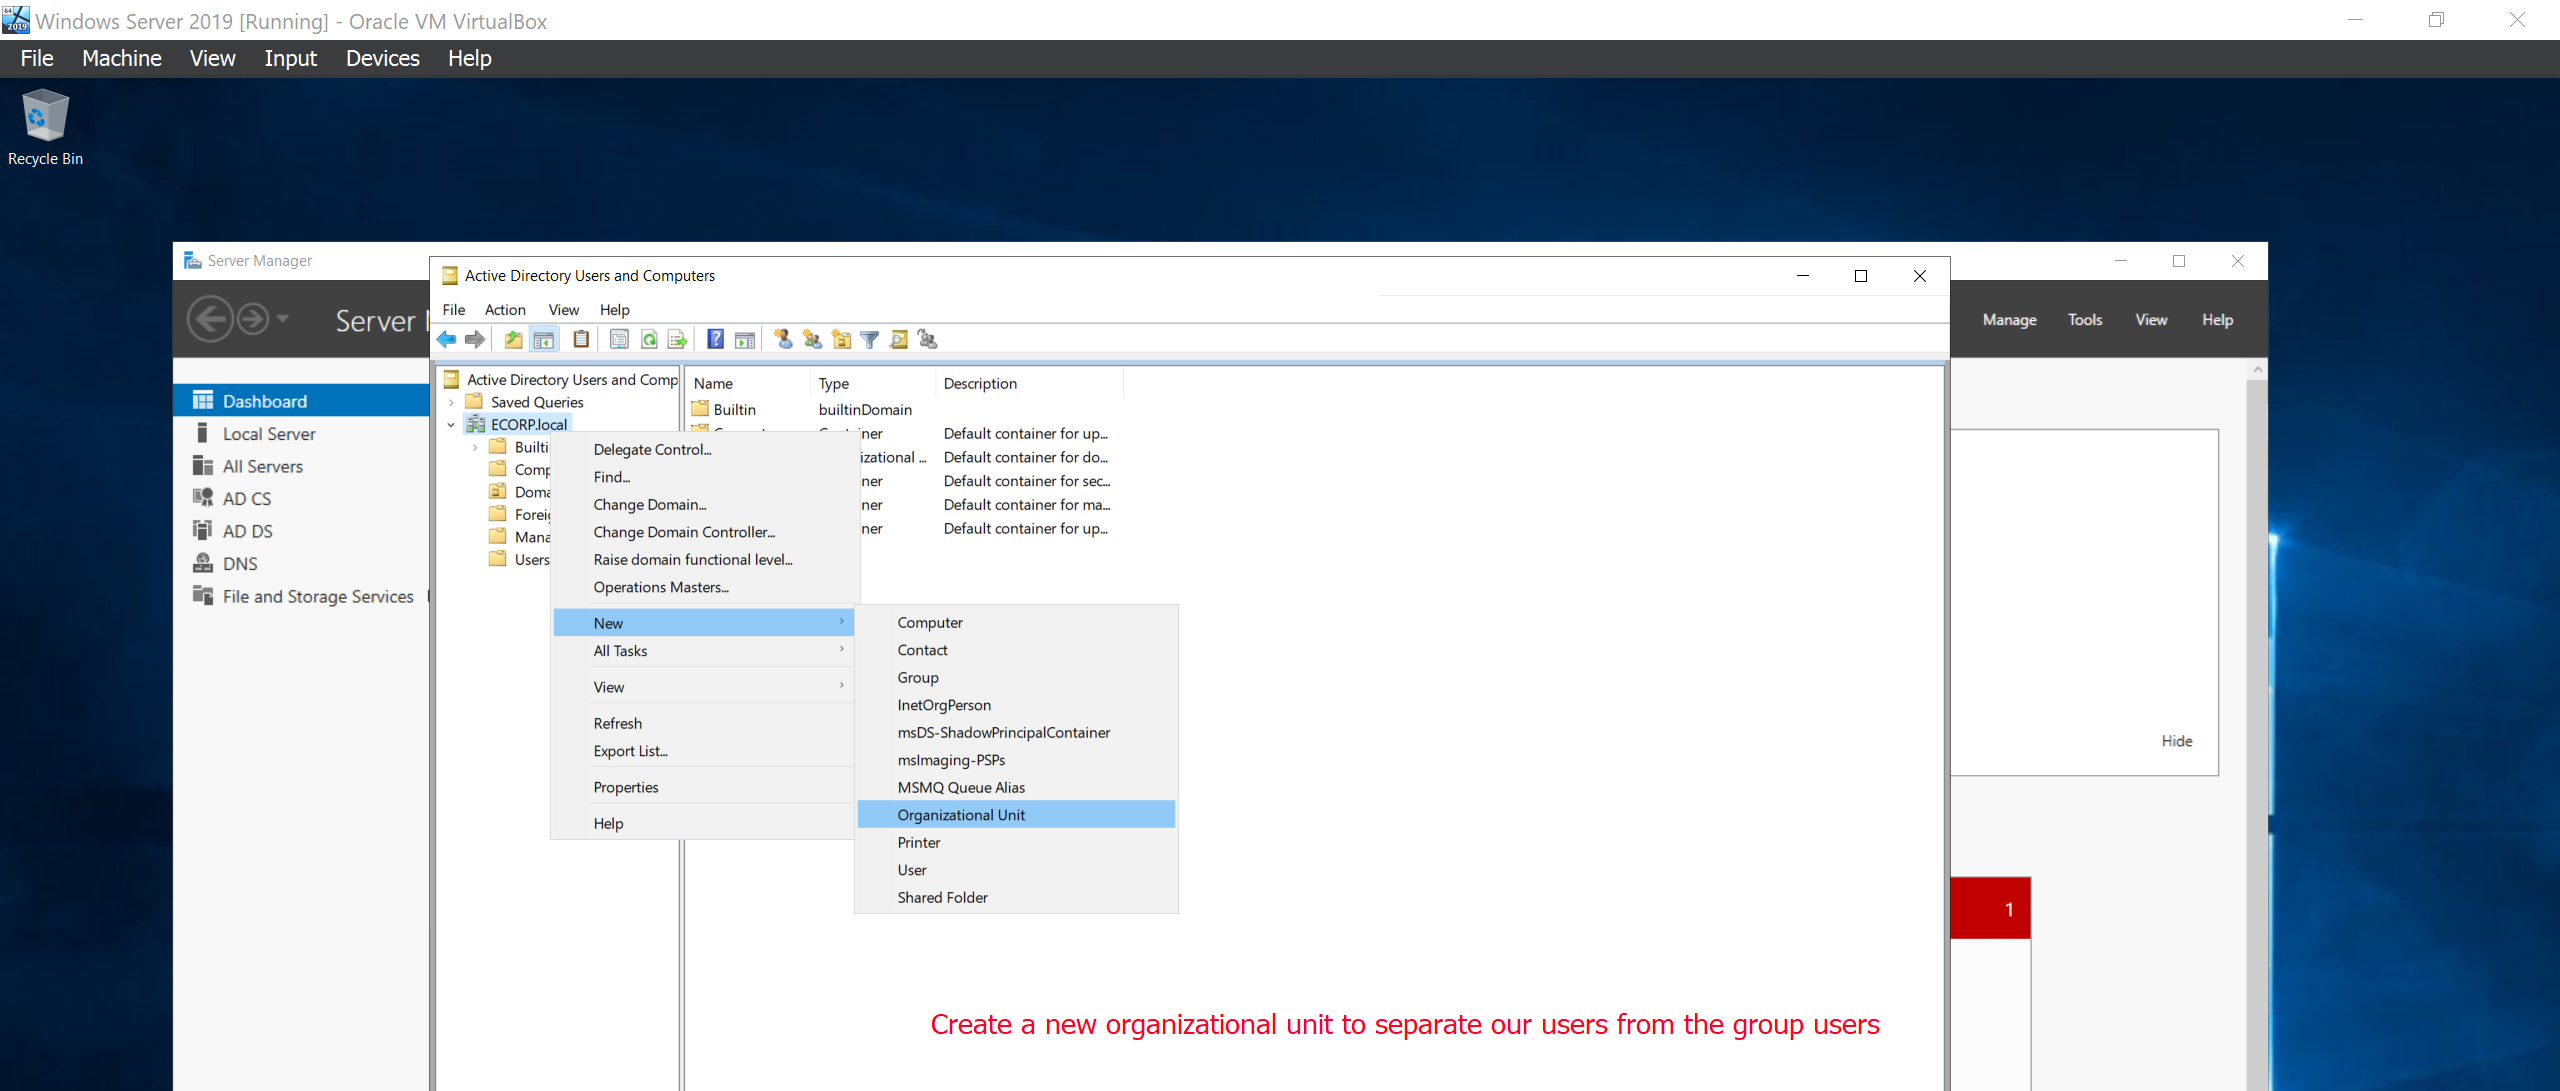 Windows Server 2019 [Running] - Oracle VM VirtualBox
File Machine View Input Devices Help
Recycle Bin
Server Manager
Server
Manage Tools View Help
Dashboard
Local Server
All Servers
AD CS
AD DS
DNS
File and Storage Services
Active Directory Users and Computers
File Action View Help
Active Directory Users and Comp
Saved Queries
ECORP.local
Builti
Comp
Doma
Forei
Mana
Users
Name Type Description
Builtin builtinDomain
Default container for up...
izational ... Default container for do...
ner Default container for sec...
ner Default container for ma...
ner Default container for up...
Delegate Control...
Find...
Change Domain...
Change Domain Controller...
Raise domain functional level...
Operations Masters...
New
All Tasks
View
Refresh
Export List...
Properties
Help
Computer
Contact
Group
InetOrgPerson
msDS-ShadowPrincipalContainer
msImaging-PSPs
MSMQ Queue Alias
Organizational Unit
Printer
User
Shared Folder
Hide
1
Create a new organizational unit to separate our users from the group users